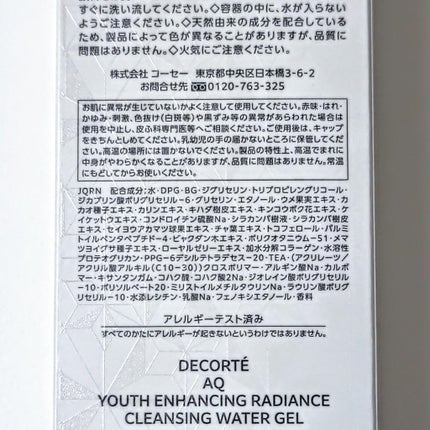 すぐに洗い流してください。◇容器の中に、水が入らない
ようご注意ください。◇天然由来の成分を配合している
ため、製品によって色が異なることがありますが、品質に
問題はありません。◇火気にご注意ください。
株式会社 コーセー 東京都中央区日本橋3-6-2
お問合せ先 0120-763-325
お肌に異常が生じていないかよく注意して使用してください。赤味・はれ・
かゆみ・刺激、色抜け(白斑等)や黒ずみ等の異常があらわれた場合は
使用を中止し、皮ふ科専門医等へご相談ください。ご使用後は、キャップ
をきちんとしめてください。乳幼児の手の届かないところに保管してくだ
さい。高温の場所には置かないでください。製品の特性上、高温でまれに
中身がやわらかくなることがありますが、品質に問題はありません。常温
にもどしてからお使いください。
JQRN 配合成分:水・DPG・BG・ジグリセリン・トリプロピレングリコール・
ジカプリン酸ポリグリセリル-6・グリセリン・エタノール・ウメ果実エキス・カ
カオ種子エキス・カリンエキス・キハダ樹皮エキス・キンコウボク花エキス・ケ
イケットウエキス・コンドロイチン硫酸Na・シラカンバ樹液・シラカンバ樹皮
エキス・セイヨウアカマツ球果エキス・チャ葉エキス・トコフェロール・パルミ
トイルペンタペプチド-4・ビャクダン木エキス・ポリクオタニウム-51・メマ
ツヨイグサ種子エキス・ローヤルゼリーエキス・加水分解コラーゲン・水溶性
プロテオグリカン・PPG-6デシルテトラデセス-20・TEA・(アクリレーツ/
アクリル酸アルキル(C10-30))クロスポリマー・アルギン酸Na・カルボ
マー・キサンタンガム・コハク酸・コハク酸2Na・ジオレイン酸ポリグリセリル
-10・ポリソルベート20・ミリストイルメチルタウリンNa・ラウリン酸ポリグ
リセリル-10・水添レシチン・乳酸Na・フェノキシエタノール・香料
アレルギーテスト済み
すべてのかたにアレルギーが起きないというわけではありません。
DECORTÉ
AQ
YOUTH ENHANCING RADIANCE
CLEANSING WATER GEL